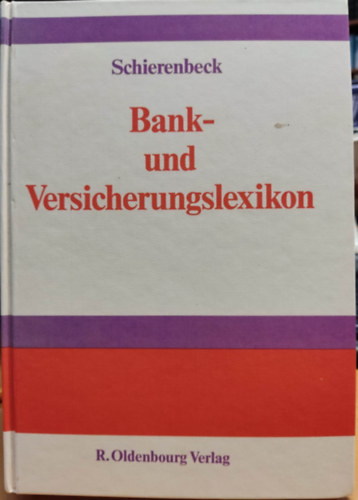 Schierenbeck
Bank-
und
Versicherungslexikon
R. Oldenbourg Verlag